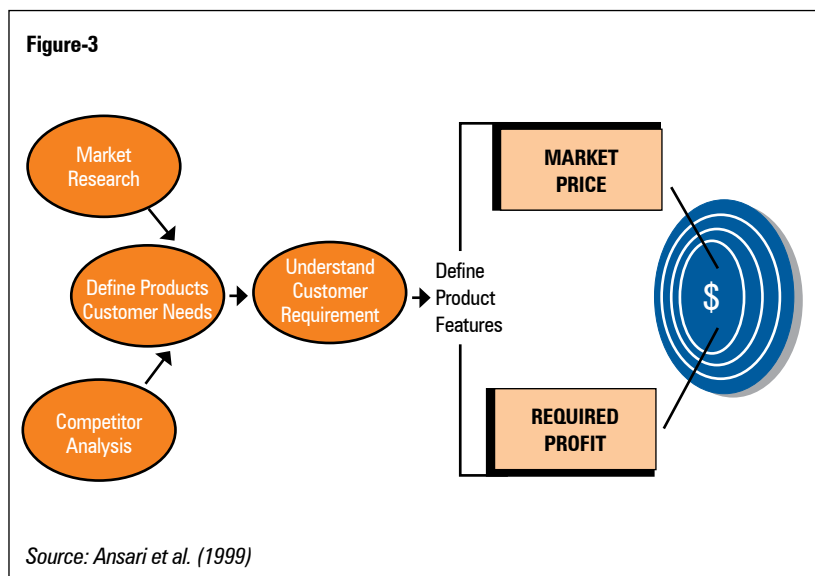 Figure-3
Market
Research
Define Products
Customer Needs
Competitor
Analysis
Understand
Customer
Requirement
Define
Product
Features
MARKET
PRICE
REQUIRED
PROFIT
$
Source: Ansari et al. (1999)